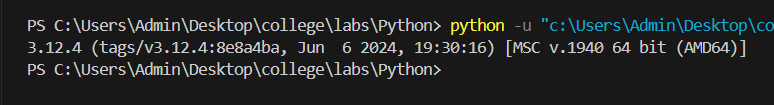 PS C:\Users\Admin\Desktop\college\labs\Python> python -u "c:\Users\Admin\Desktop\co
3.12.4 (tags/v3.12.4:8e8a4ba, Jun  6 2024, 19:30:16) [MSC v.1940 64 bit (AMD64)]
PS C:\Users\Admin\Desktop\college\labs\Python>